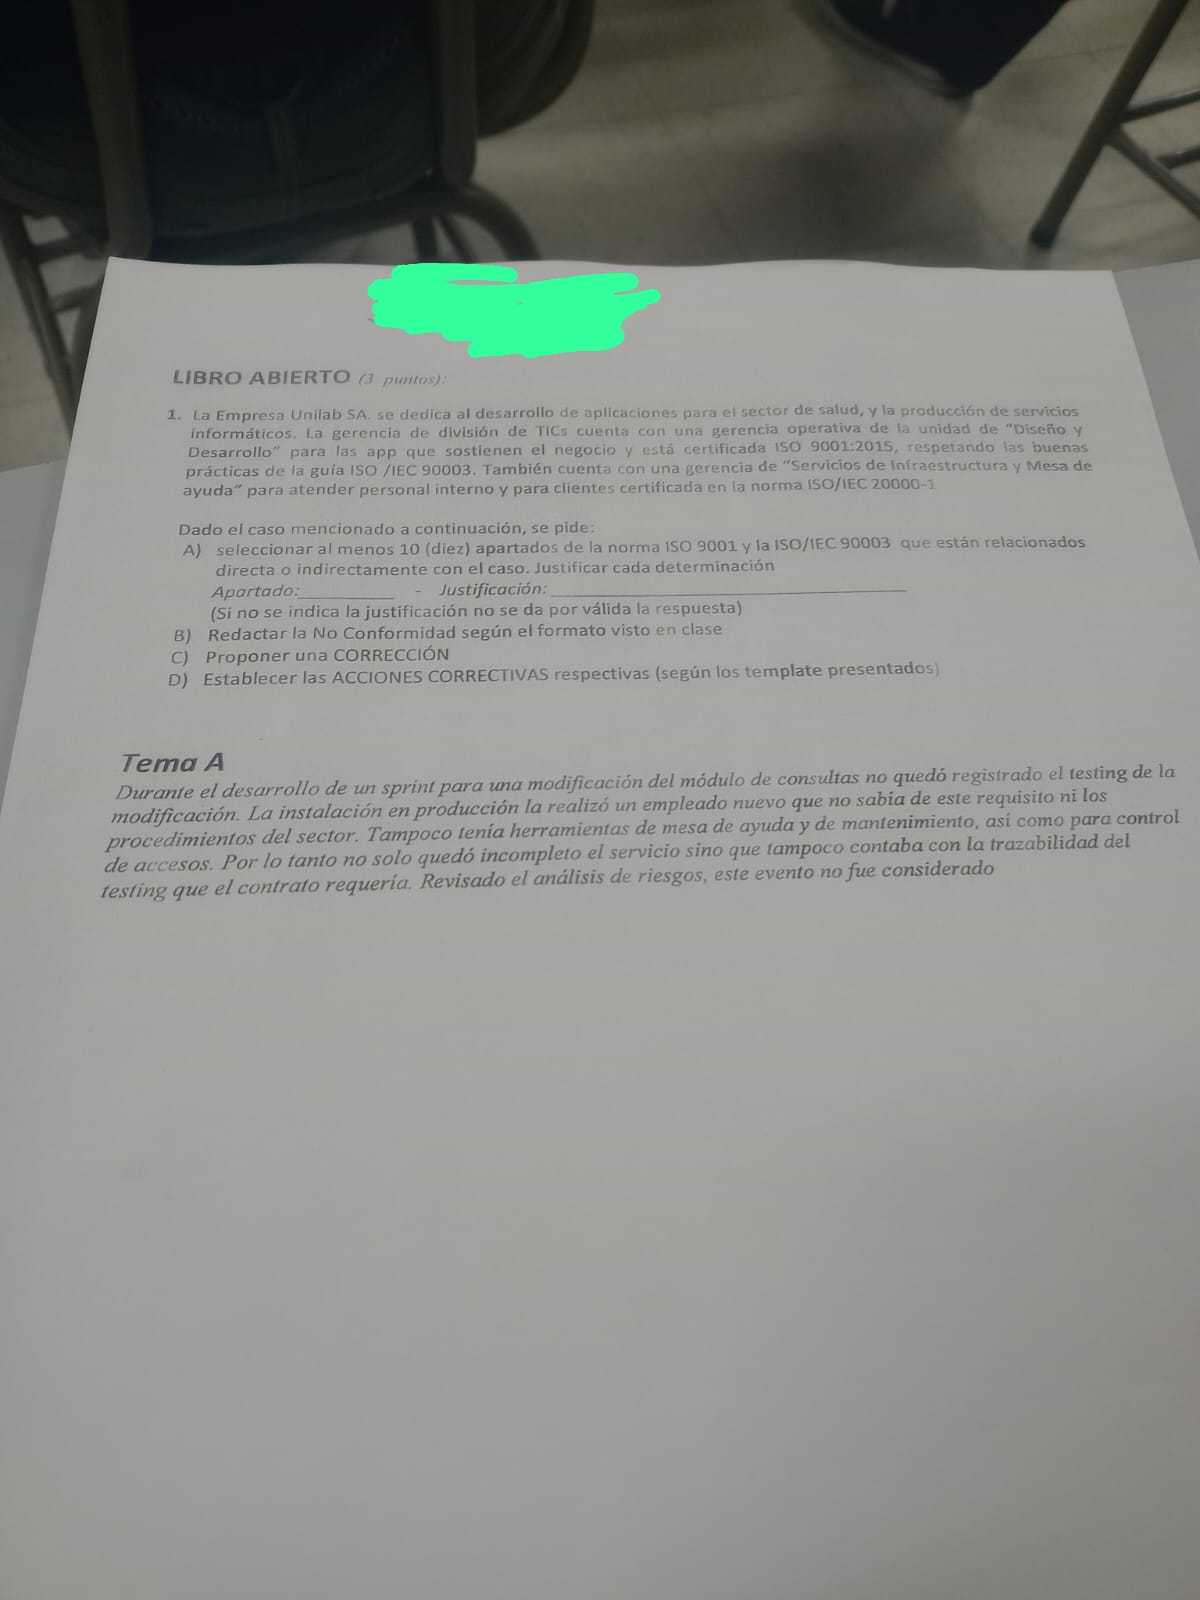 LIBRO ABIERTO (3 puntos):
1. La Empresa Unilab SA. se dedica al desarrollo de aplicaciones para el sector de salud, y la producción de servicios
informáticos. La gerencia de división de TICs cuenta con una gerencia operativa de la unidad de "Diseño y
Desarrollo" para las app que sostienen el negocio y está certificada ISO 9001:2015, respetando las buenas
prácticas de la guía ISO /IEC 90003. También cuenta con una gerencia de "Servicios de Infraestructura y Mesa de
ayuda" para atender personal interno y para clientes certificada en la norma ISO/IEC 20000-1
Dado el caso mencionado a continuación, se pide:
A) seleccionar al menos 10 (diez) apartados de la norma ISO 9001 y la ISO/IEC 90003 que están relacionados
directa o indirectamente con el caso. Justificar cada determinación
Apartado:__________ - Justificación: ________________________________________
(Si no se indica la justificación no se da por válida la respuesta)
B) Redactar la No Conformidad según el formato visto en clase
C) Proponer una CORRECCIÓN
D) Establecer las ACCIONES CORRECTIVAS respectivas (según los template presentados)
Tema A
Durante el desarrollo de un sprint para una modificación del módulo de consultas no quedó registrado el testing de la
modificación. La instalación en producción la realizó un empleado nuevo que no sabía de este requisito ni los
procedimientos del sector. Tampoco tenía herramientas de mesa de ayuda y de mantenimiento, así como para control
de accesos. Por lo tanto no solo quedó incompleto el servicio sino que tampoco contaba con la trazabilidad del
testing que el contrato requería. Revisado el análisis de riesgos, este evento no fue considerado